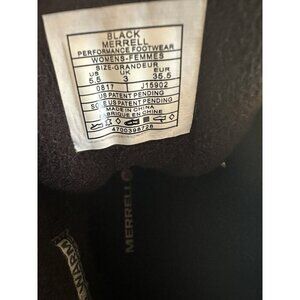 BLACK
MERRELL
PERFORMANCE FOOTWEAR
WOMENS-FEMMES
SIZE-GRANDEUR
US UK EUR
5.5 3 35.5
0817 J15902
US PATENT PENDING
SOLE US PATENT PENDING
MADE IN CHINA
FABRIQUE EN CHINE
MERRELL